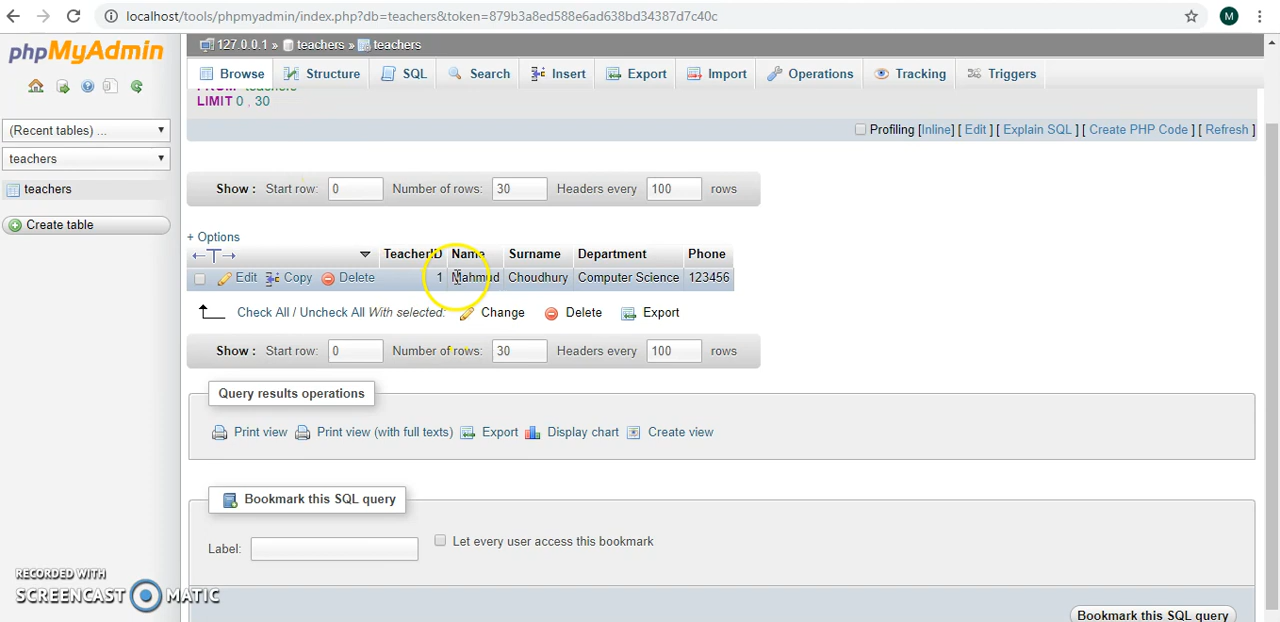 localhost/tools/phpmyadmin/index.php?db=teachers&token=879b3a8ed588e6ad638bd34387d7c40c
M
phpMyAdmin
(Recent tables) ...
teachers
teachers
Create table
127.0.0.1 » teachers » teachers
Browse Structure SQL Search Insert Export Import Operations Tracking Triggers
FROM `teachers`
LIMIT 0 , 30
Profiling [Inline] [ Edit ] [ Explain SQL ] [ Create PHP Code ] [ Refresh ]
Show : Start row: 0 Number of rows: 30 Headers every 100 rows
+ Options
TeacherID Name Surname Department Phone
Edit Copy Delete 1 Mahmud Choudhury Computer Science 123456
Check All / Uncheck All With selected: Change Delete Export
Show : Start row: 0 Number of rows: 30 Headers every 100 rows
Query results operations
Print view Print view (with full texts) Export Display chart Create view
Bookmark this SQL query
Label: Let every user access this bookmark
Bookmark this SQL query
RECORDED WITH
SCREENCAST MATIC